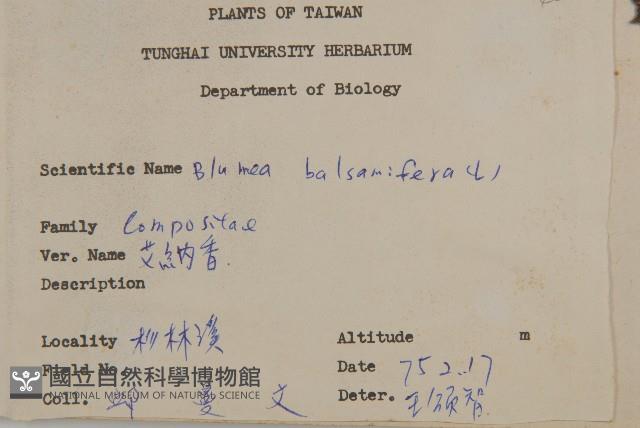 PLANTS OF TAIWAN
TUNGHAI UNIVERSITY HERBARIUM
Department of Biology
Scientific Name Blumea balsamifera (L)
Family Compositae
Ver. Name 艾納香.
Description
Locality 杉林溪
Altitude m
Field No.
Date 75 2.17
國立自然科學博物館
NATIONAL MUSEUM OF NATURAL SCIENCE
Coll. 曼文
Deter. 王碩智